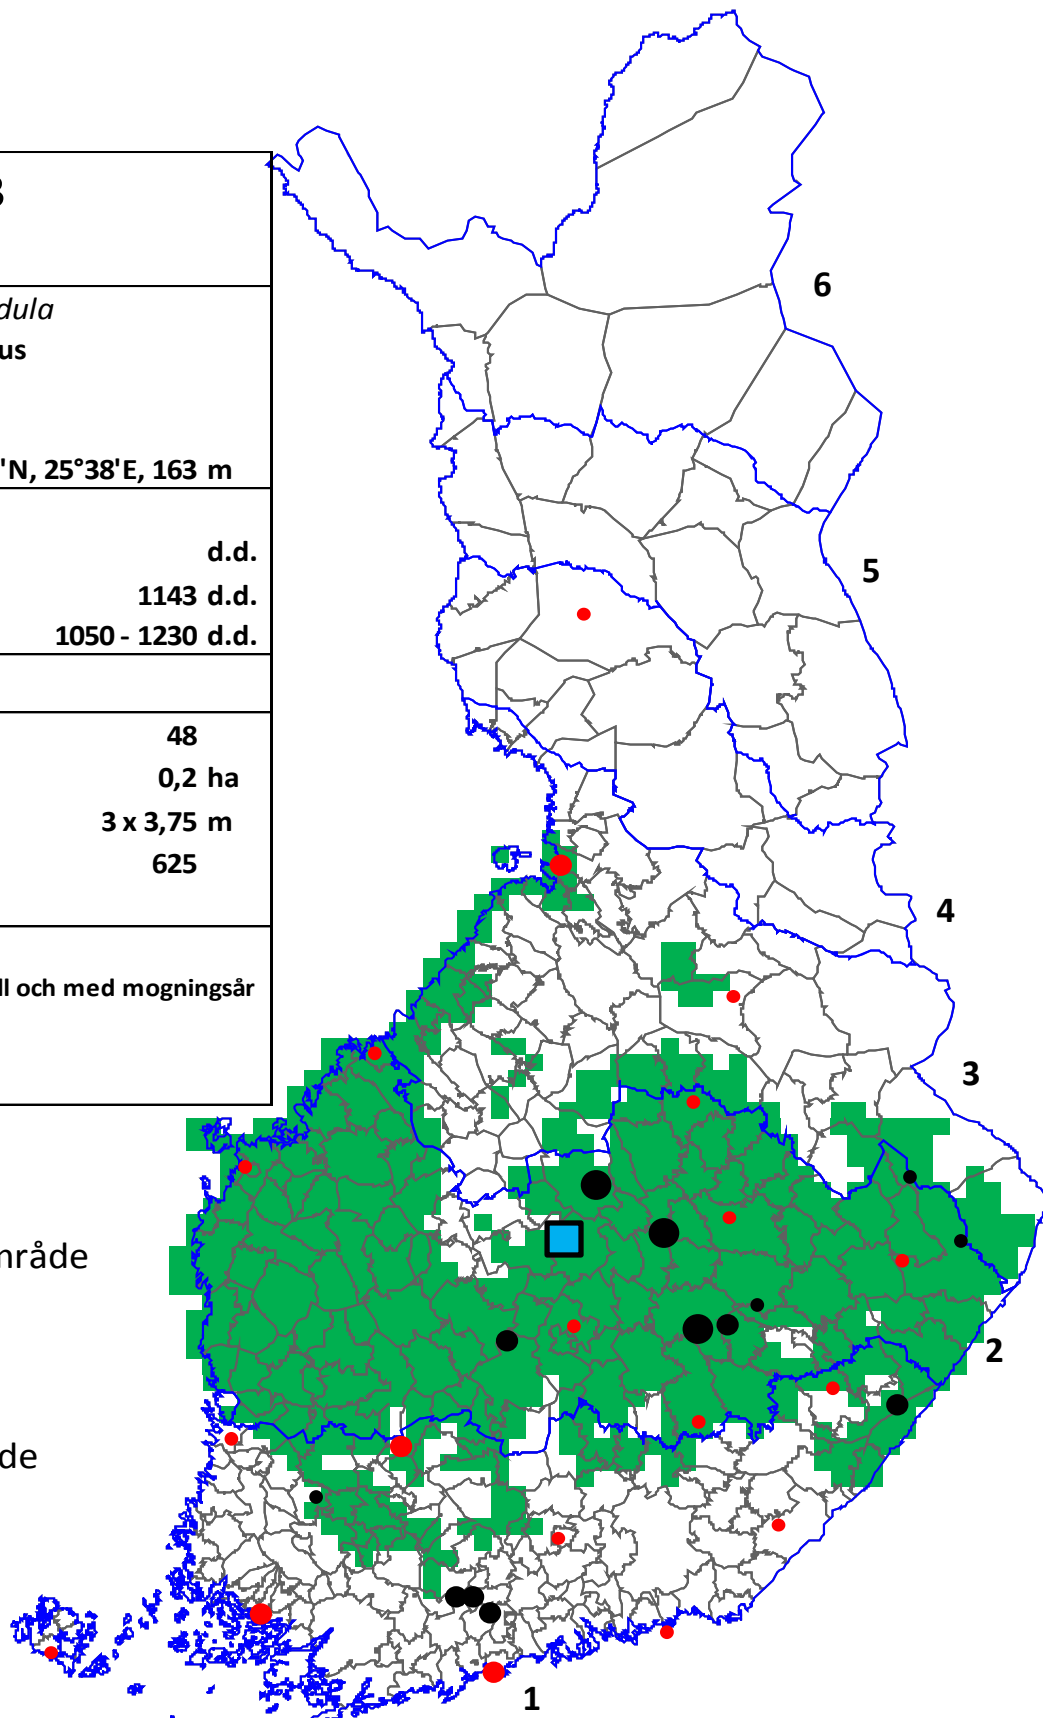 3
dula
us
'N, 25°38'E, 163 m
d.d.
1143 d.d.
1050 - 1230 d.d.
48
0,2 ha
3 x 3,75 m
625
ll och med mogningsår
område
de
6
5
4
3
2
1